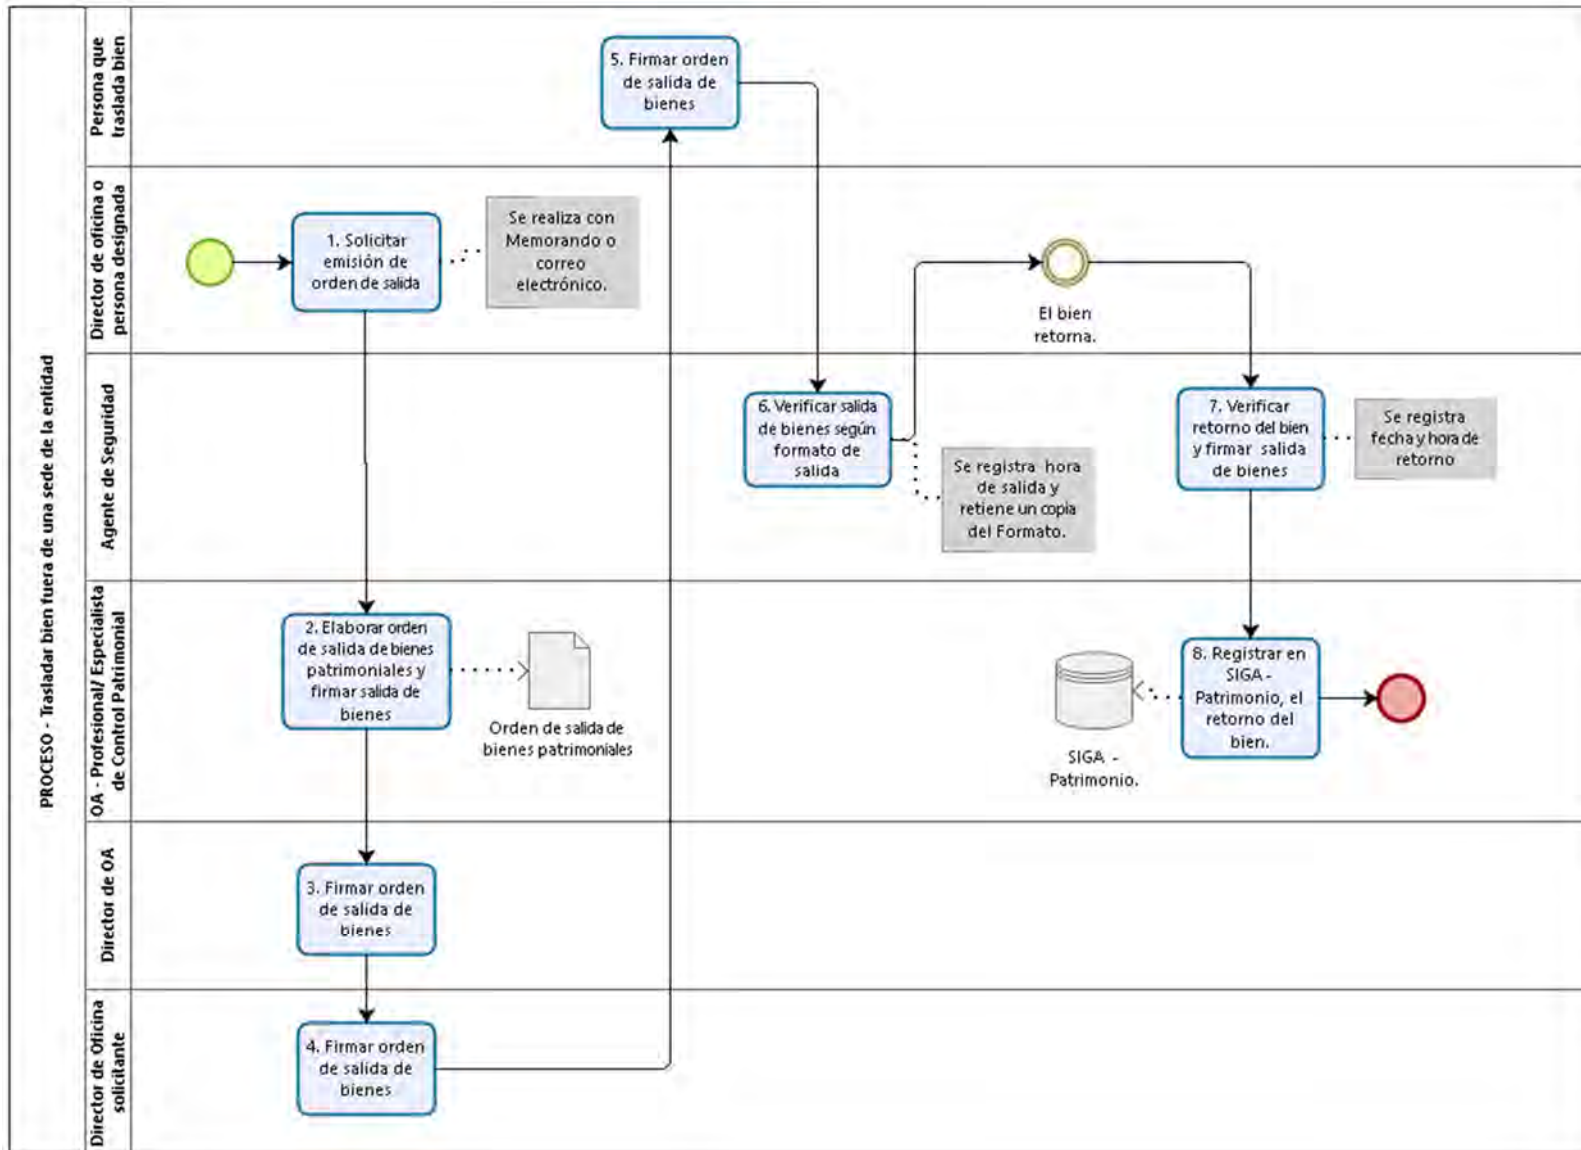 PROCESO - Trasladar bien fuera de una sede de la entidad
Persona que
traslada bien
5. Firmar orden
de salida de
bienes
Director de oficina o
persona designada
1. Solicitar
emisión de
orden de salida
Se realiza con
Memorando o
correo
electrónico.
El bien
retorna.
Agente de Seguridad
6. Verificar salida
de bienes según
formato de
salida
Se registra hora
de salida y
retiene un copia
del Formato.
7. Verificar
retorno del bien
y firmar salida
de bienes
Se registra
fecha y hora de
retorno
OA - Profesional/ Especialista
de Control Patrimonial
2. Elaborar orden
de salida de bienes
patrimoniales y
firmar salida de
bienes
Orden de salida de
bienes patrimoniales
SIGA -
Patrimonio.
8. Registrar en
SIGA -
Patrimonio, el
retorno del
bien.
Director de OA
3. Firmar orden
de salida de
bienes
Director de Oficina
solicitante
4. Firmar orden
de salida de
bienes